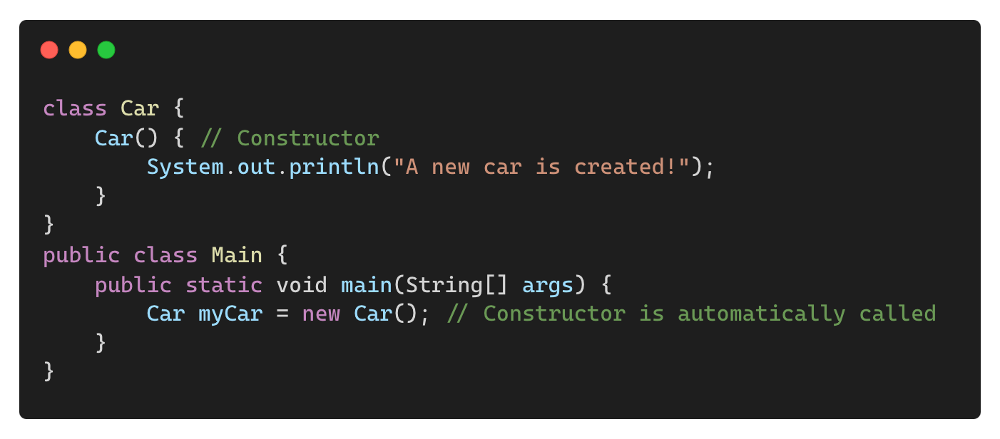 class Car {
    Car() { // Constructor
        System.out.println("A new car is created!");
    }
}
public class Main {
    public static void main(String[] args) {
        Car myCar = new Car(); // Constructor is automatically called
    }
}